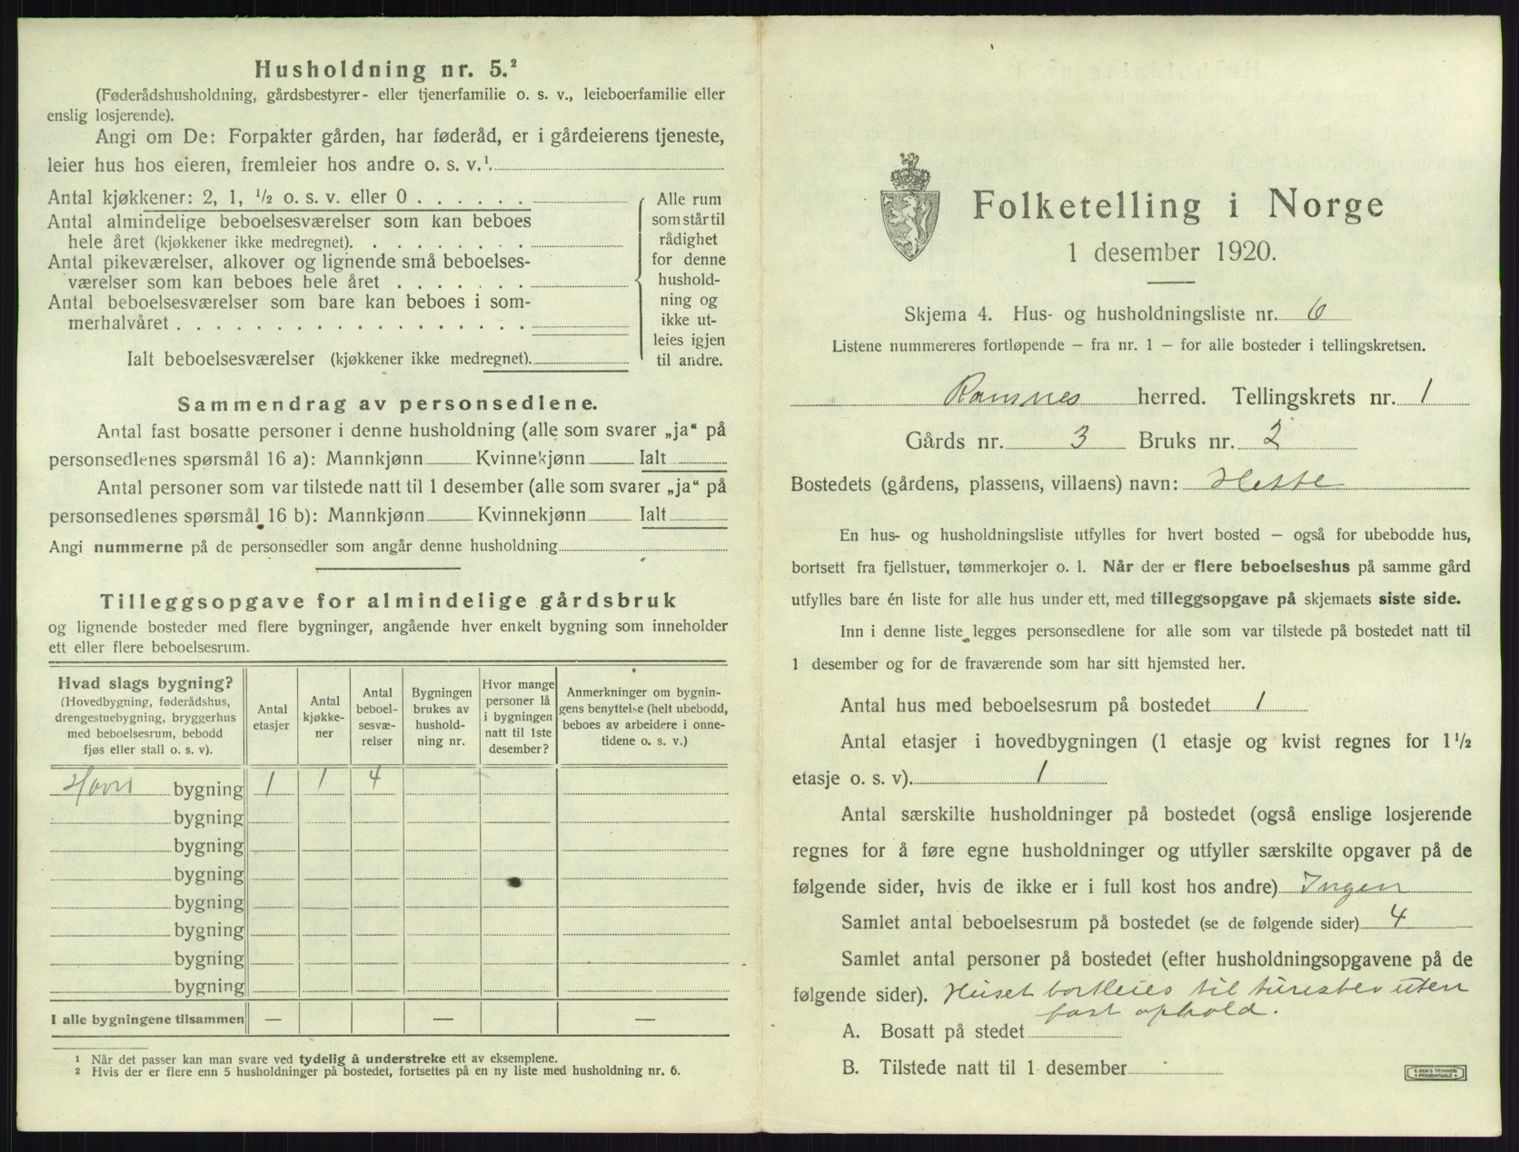 Husholdning nr. 5.²
(Føderådshusholdning, gårdsbestyrer- eller tjenerfamilie o. s. v., leieboerfamilie eller
enslig losjerende).
Angi om De: Forpakter gården, har føderåd, er i gårdeierens tjeneste,
leier hus hos eieren, fremleier hos andre o. s. v.¹
Antal kjøkkener: 2, 1, ½ o. s. v. eller 0
Antal almindelige beboelsesværelser som kan beboes
hele året (kjøkkener ikke medregnet).
Antal pikeværelser, alkover og lignende små beboelses-
værelser som kan beboes hele året
Antal beboelsesværelser som bare kan beboes i som-
merhalvåret
Ialt beboelsesværelser (kjøkkener ikke medregnet).
Alle rum
som står til
rådighet
for denne
hushold-
ning og
ikke ut-
leies igjen
til andre.
Sammendrag av personsedlene.
Antal fast bosatte personer i denne husholdning (alle som svarer „ja“ på
personsedlenes spørsmål 16 a): Mannkjønn Kvinnekjønn Ialt
Antal personer som var tilstede natt til 1 desember (alle som svarer „ja“ på
personsedlenes spørsmål 16 b): Mannkjønn Kvinnekjønn Ialt
Angi nummerne på de personsedler som angår denne husholdning
Tilleggsopgave for almindelige gårdsbruk
og lignende bosteder med flere bygninger, angående hver enkelt bygning som inneholder
ett eller flere beboelsesrum.
Hvad slags bygning?
(Hovedbygning, føderådshus,
drengestuebygning, bryggerhus
med beboelsesrum, bebodd
fjøs eller stall o. s. v).
Antal
etasjer
Antal
kjøkke-
ner
Antal
beboel-
sesvæ-
relser
Bygningen
brukes av
hushold-
ning nr.
Hvor mange
personer lå
i bygningen
natt til 1ste
desember?
Anmerkninger om bygnin-
gens benyttelse (helt ubebodd,
beboes av arbeidere i onne-
tidene o. s. v.)
bygning 1 1 4
bygning
bygning
bygning
bygning
bygning
bygning
bygning
I alle bygningene tilsammen — — —
¹ Når det passer kan man svare ved tydelig å understreke ett av eksemplene.
² Hvis der er flere enn 5 husholdninger på bostedet, fortsettes på en ny liste med husholdning nr. 6.
Folketelling i Norge
1 desember 1920.
Skjema 4. Hus- og husholdningsliste nr. 6
Listene nummereres fortløpende – fra nr. 1 – for alle bosteder i tellingskretsen.
Ramnes herred. Tellingskrets nr. 1
Gårds nr. 3 Bruks nr. 2
Bostedets (gårdens, plassens, villaens) navn: Heste
En hus- og husholdningsliste utfylles for hvert bosted – også for ubebodde hus,
bortsett fra fjellstuer, tømmerkojer o. l. Når der er flere beboelseshus på samme gård
utfylles bare én liste for alle hus under ett, med tilleggsopgave på skjemaets siste side.
Inn i denne liste legges personsedlene for alle som var tilstede på bostedet natt til
1 desember og for de fraværende som har sitt hjemsted her.
Antal hus med beboelsesrum på bostedet 1
Antal etasjer i hovedbygningen (1 etasje og kvist regnes for 1½
etasje o. s. v). 1
Antal særskilte husholdninger på bostedet (også enslige losjerende
regnes for å føre egne husholdninger og utfyller særskilte opgaver på de
følgende sider, hvis de ikke er i full kost hos andre) Ingen
Samlet antal beboelsesrum på bostedet (se de følgende sider) 4
Samlet antal personer på bostedet (efter husholdningsopgavene på de
følgende sider). Huset bortleies til turister uten
fast ophold.
A. Bosatt på stedet
B. Tilstede natt til 1 desember